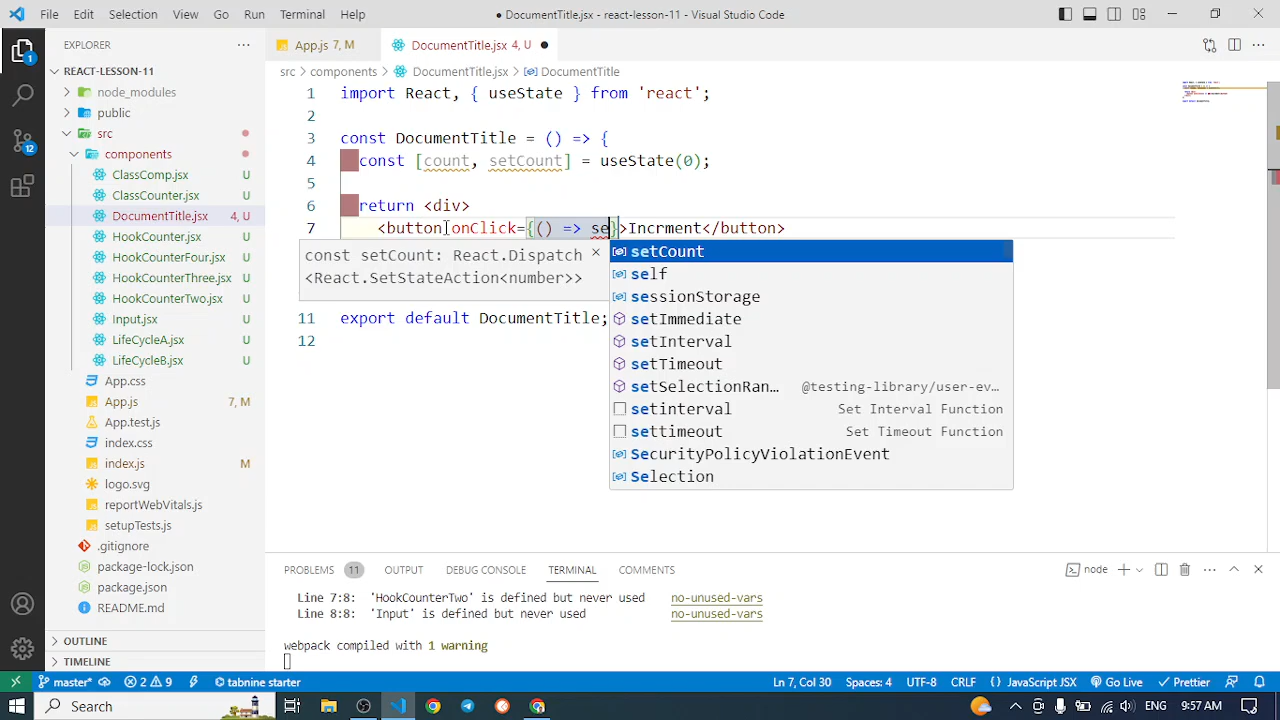 File Edit Selection View Go Run Terminal Help
● DocumentTitle.jsx - react-lesson-11 - Visual Studio Code
EXPLORER
REACT-LESSON-11
node_modules
public
src
components
ClassComp.jsx U
ClassCounter.jsx U
DocumentTitle.jsx 4, U
HookCounter.jsx U
HookCounterFour.jsx U
HookCounterThree.jsx U
HookCounterTwo.jsx U
Input.jsx U
LifeCycleA.jsx U
LifeCycleB.jsx U
App.css
App.js 7, M
App.test.js
index.css
index.js M
logo.svg
reportWebVitals.js
setupTests.js
.gitignore
package-lock.json
package.json
README.md
OUTLINE
TIMELINE
App.js 7, M
DocumentTitle.jsx 4, U ●
src > components > DocumentTitle.jsx > DocumentTitle
1 import React, { useState } from 'react';
2
3 const DocumentTitle = () => {
4 const [count, setCount] = useState(0);
5
6 return <div>
7 <button onClick={() => se}>Incrment</button>
const setCount: React.Dispatch
<React.SetStateAction<number>>
setCount
self
sessionStorage
setImmediate
setInterval
setTimeout
setSelectionRan… @testing-library/user-ev…
setinterval Set Interval Function
settimeout Set Timeout Function
SecurityPolicyViolationEvent
Selection
11 export default DocumentTitle;
12
PROBLEMS 11 OUTPUT DEBUG CONSOLE TERMINAL COMMENTS
node
Line 7:8: 'HookCounterTwo' is defined but never used no-unused-vars
Line 8:8: 'Input' is defined but never used no-unused-vars
webpack compiled with 1 warning
1
12
master* 2 9 tabnine starter
Ln 7, Col 30 Spaces: 4 UTF-8 CRLF {} JavaScript JSX Go Live Prettier
Search
ENG 9:57 AM